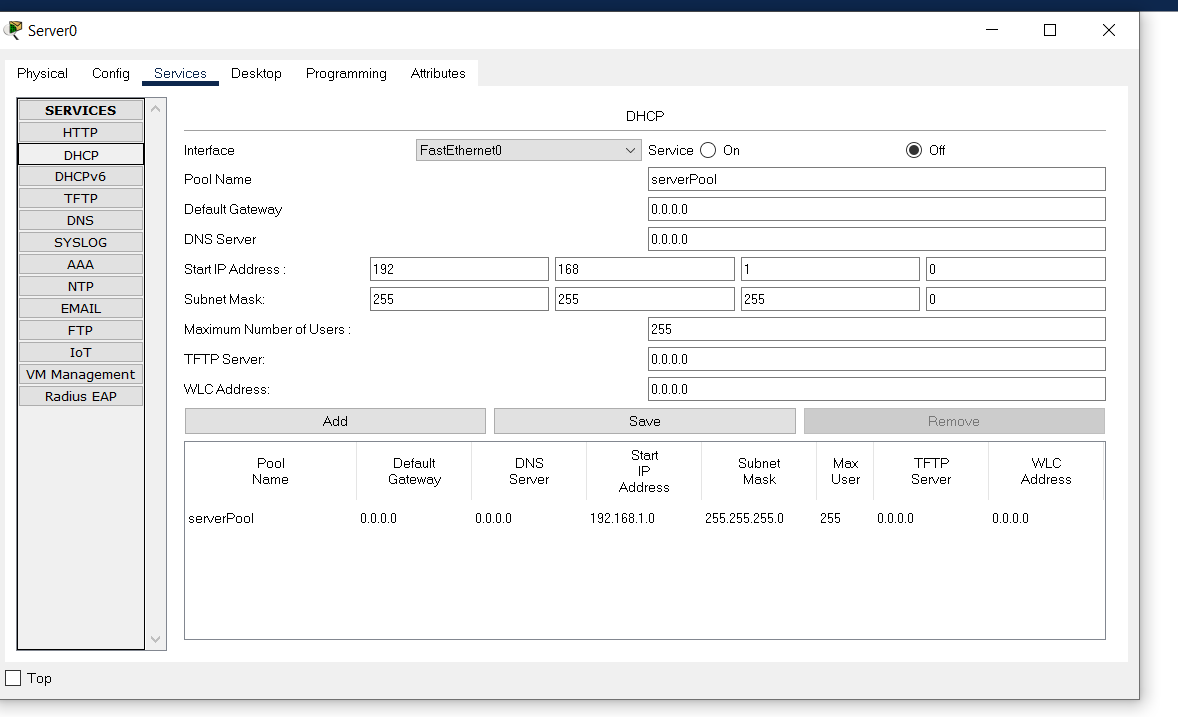 Server0
Physical Config Services Desktop Programming Attributes
SERVICES
HTTP
DHCP
DHCPv6
TFTP
DNS
SYSLOG
AAA
NTP
EMAIL
FTP
IoT
VM Management
Radius EAP
DHCP
Interface FastEthernet0 Service On Off
Pool Name serverPool
Default Gateway 0.0.0.0
DNS Server 0.0.0.0
Start IP Address : 192 168 1 0
Subnet Mask: 255 255 255 0
Maximum Number of Users : 255
TFTP Server: 0.0.0.0
WLC Address: 0.0.0.0
Add Save Remove
Pool Name Default Gateway DNS Server Start IP Address Subnet Mask Max User TFTP Server WLC Address
serverPool 0.0.0.0 0.0.0.0 192.168.1.0 255.255.255.0 255 0.0.0.0 0.0.0.0
Top